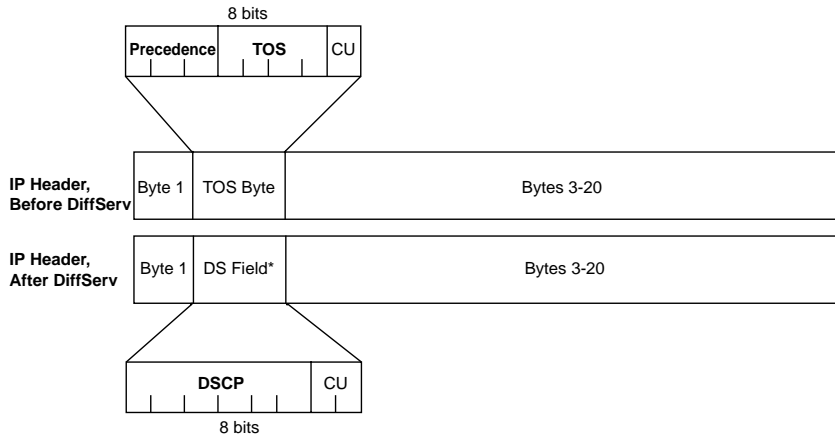 8 bits
Precedence TOS CU
IP Header,
Before DiffServ
Byte 1 TOS Byte Bytes 3-20
IP Header,
After DiffServ
Byte 1 DS Field* Bytes 3-20
DSCP CU
8 bits